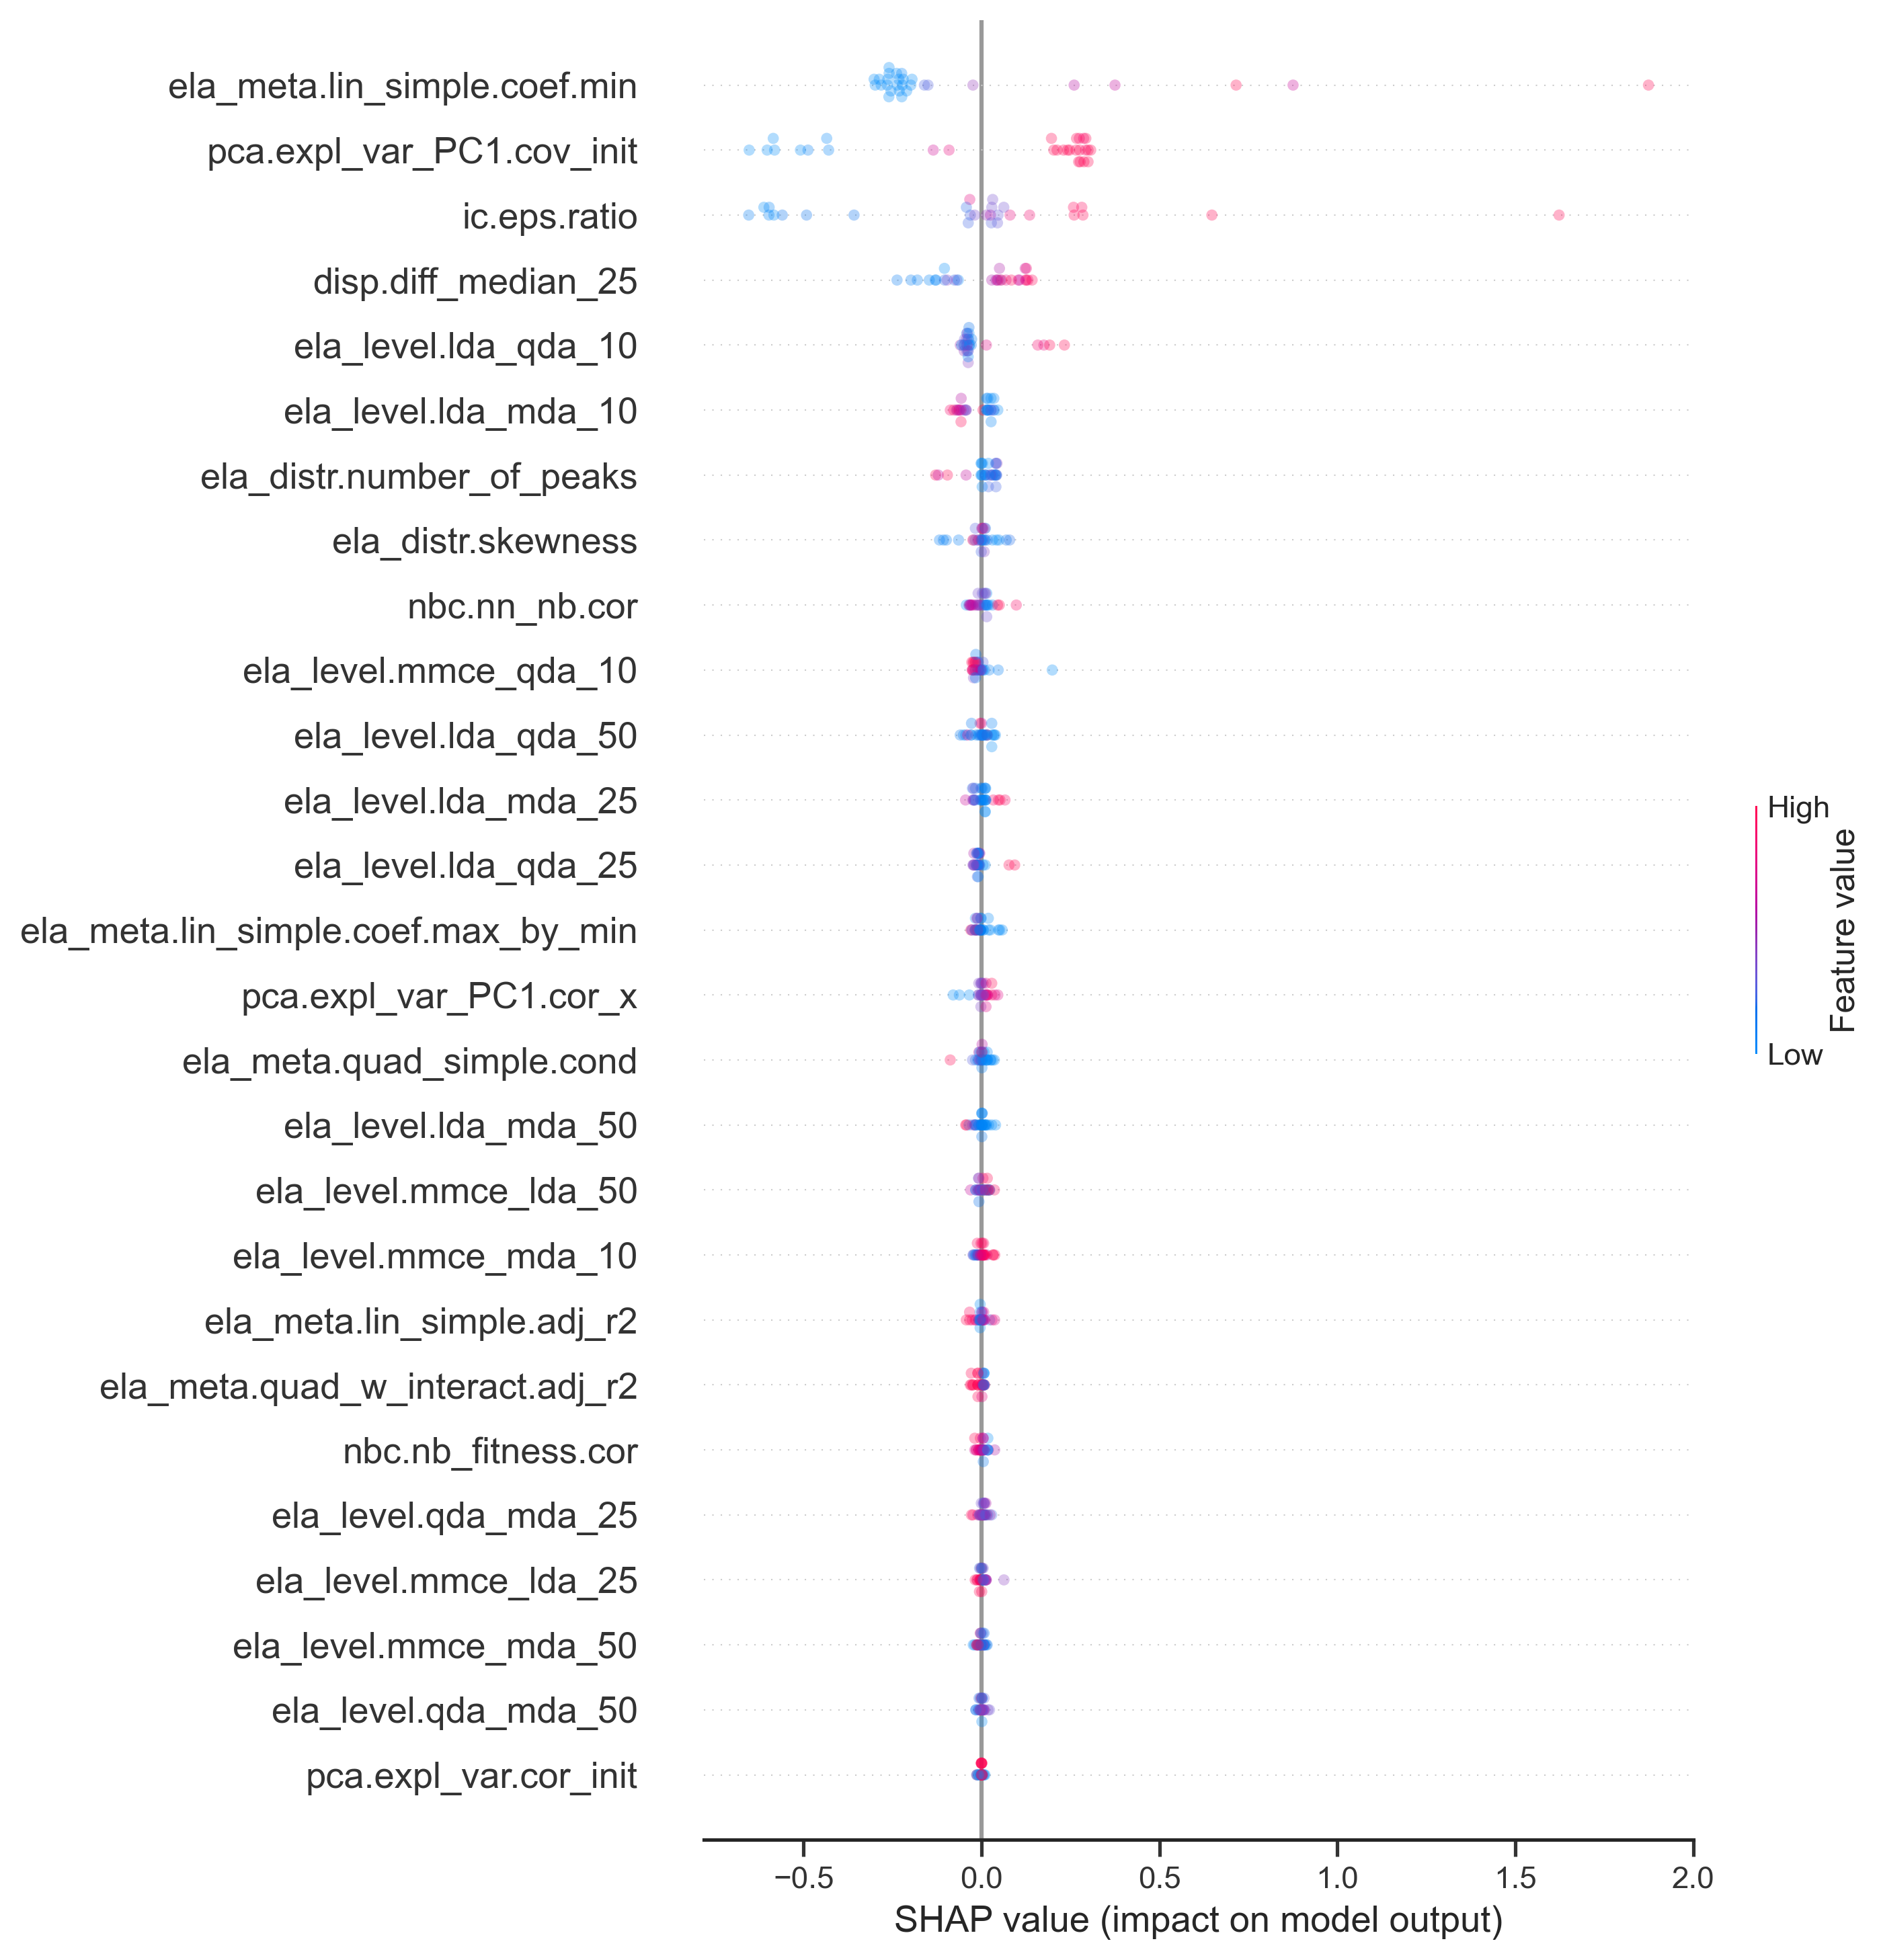 ela_meta.lin_simple.coef.min
pca.expl_var_PC1.cov_init
ic.eps.ratio
disp.diff_median_25
ela_level.lda_qda_10
ela_level.lda_mda_10
ela_distr.number_of_peaks
ela_distr.skewness
nbc.nn_nb.cor
ela_level.mmce_qda_10
ela_level.lda_qda_50
ela_level.lda_mda_25
ela_level.lda_qda_25
ela_meta.lin_simple.coef.max_by_min
pca.expl_var_PC1.cor_x
ela_meta.quad_simple.cond
ela_level.lda_mda_50
ela_level.mmce_lda_50
ela_level.mmce_mda_10
ela_meta.lin_simple.adj_r2
ela_meta.quad_w_interact.adj_r2
nbc.nb_fitness.cor
ela_level.qda_mda_25
ela_level.mmce_lda_25
ela_level.mmce_mda_50
ela_level.qda_mda_50
pca.expl_var.cor_init
−0.5 0.0 0.5 1.0 1.5 2.0
SHAP value (impact on model output)
High
Feature value
Low